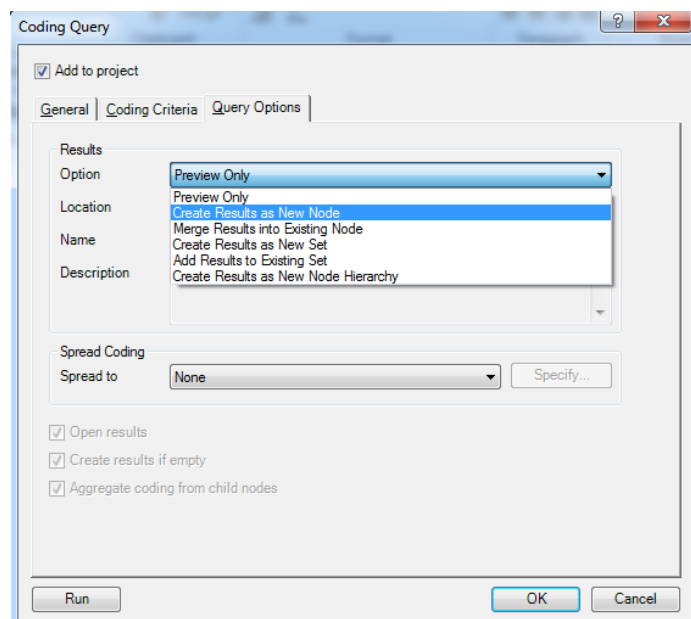 Coding Query
Add to project
General Coding Criteria Query Options
Results
Option Preview Only
Preview Only
Location Create Results as New Node
Merge Results into Existing Node
Name Create Results as New Set
Add Results to Existing Set
Description Create Results as New Node Hierarchy
Spread Coding
Spread to None Specify...
Open results
Create results if empty
Aggregate coding from child nodes
Run OK Cancel